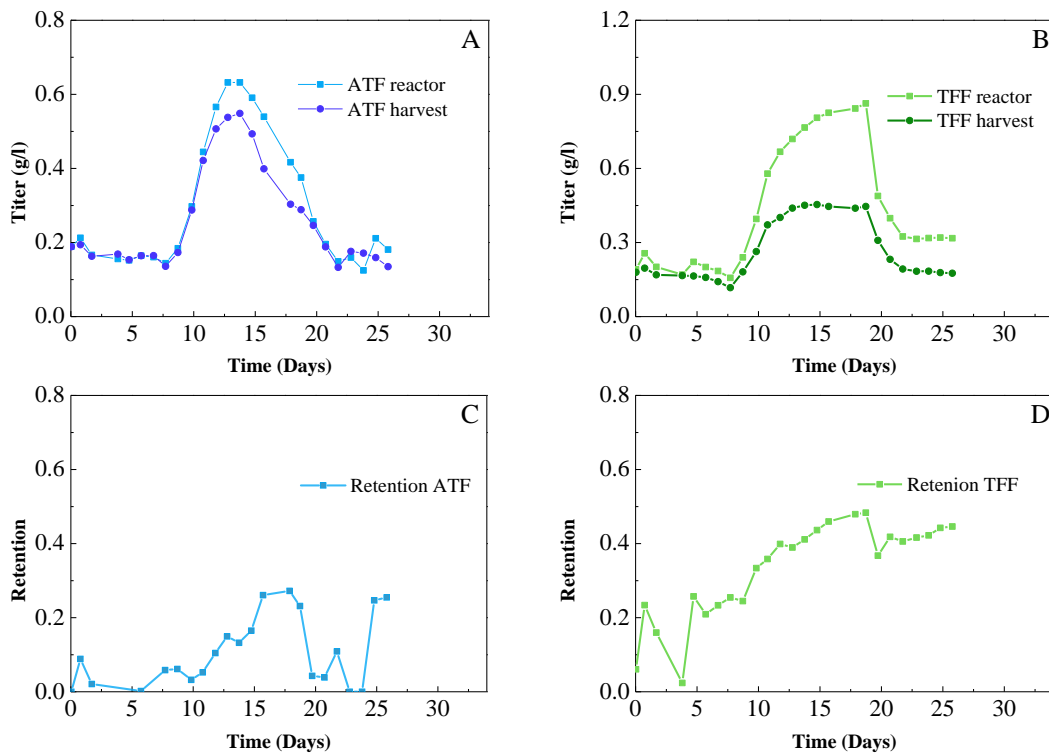 A
0.8
0.6
0.4
0.2
0.0
Titer (g/l)
ATF reactor
ATF harvest
0 5 10 15 20 25 30
Time (Days)
B
1.2
0.9
0.6
0.3
0.0
Titer (g/l)
TFF reactor
TFF harvest
0 5 10 15 20 25 30
Time (Days)
C
0.8
0.6
0.4
0.2
0.0
Retention
Retention ATF
0 5 10 15 20 25 30
Time (Days)
D
0.8
0.6
0.4
0.2
0.0
Retention
Retenion TFF
0 5 10 15 20 25 30
Time (Days)